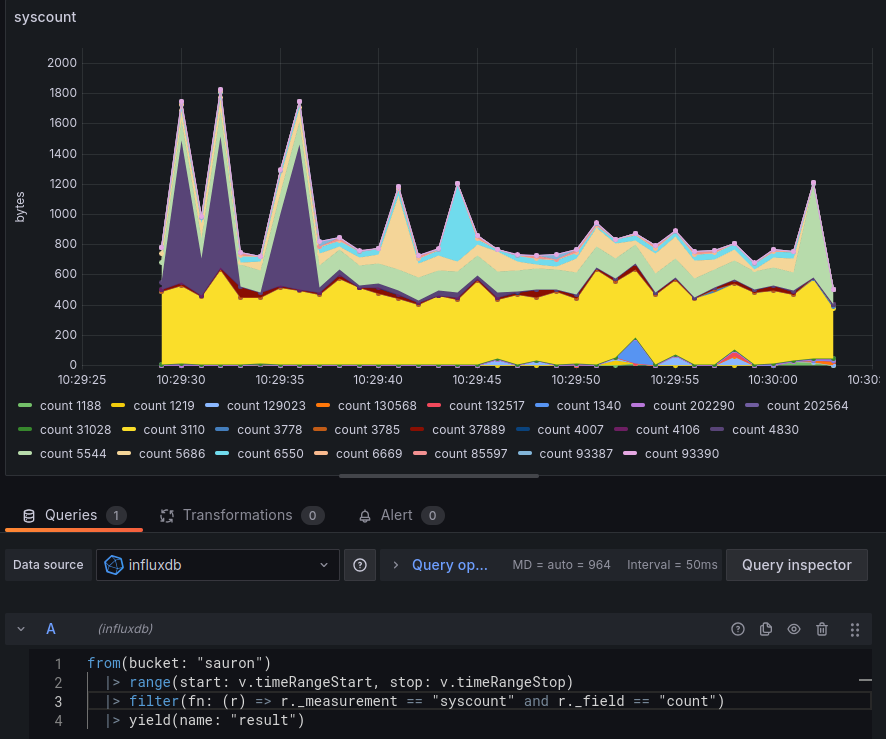 syscount
bytes
2000
1800
1600
1400
1200
1000
800
600
400
200
0
10:29:25 10:29:30 10:29:35 10:29:40 10:29:45 10:29:50 10:29:55 10:30:00 10:30:
count 1188 count 1219 count 129023 count 130568 count 132517 count 1340 count 202290 count 202564
count 31028 count 3110 count 3778 count 3785 count 37889 count 4007 count 4106 count 4830
count 5544 count 5686 count 6550 count 6669 count 85597 count 93387 count 93390
Queries 1 Transformations 0 Alert 0
Data source influxdb Query op... MD = auto = 964 Interval = 50ms Query inspector
A (influxdb)
1 from(bucket: "sauron")
2 |> range(start: v.timeRangeStart, stop: v.timeRangeStop)
3 |> filter(fn: (r) => r._measurement == "syscount" and r._field == "count")
4 |> yield(name: "result")